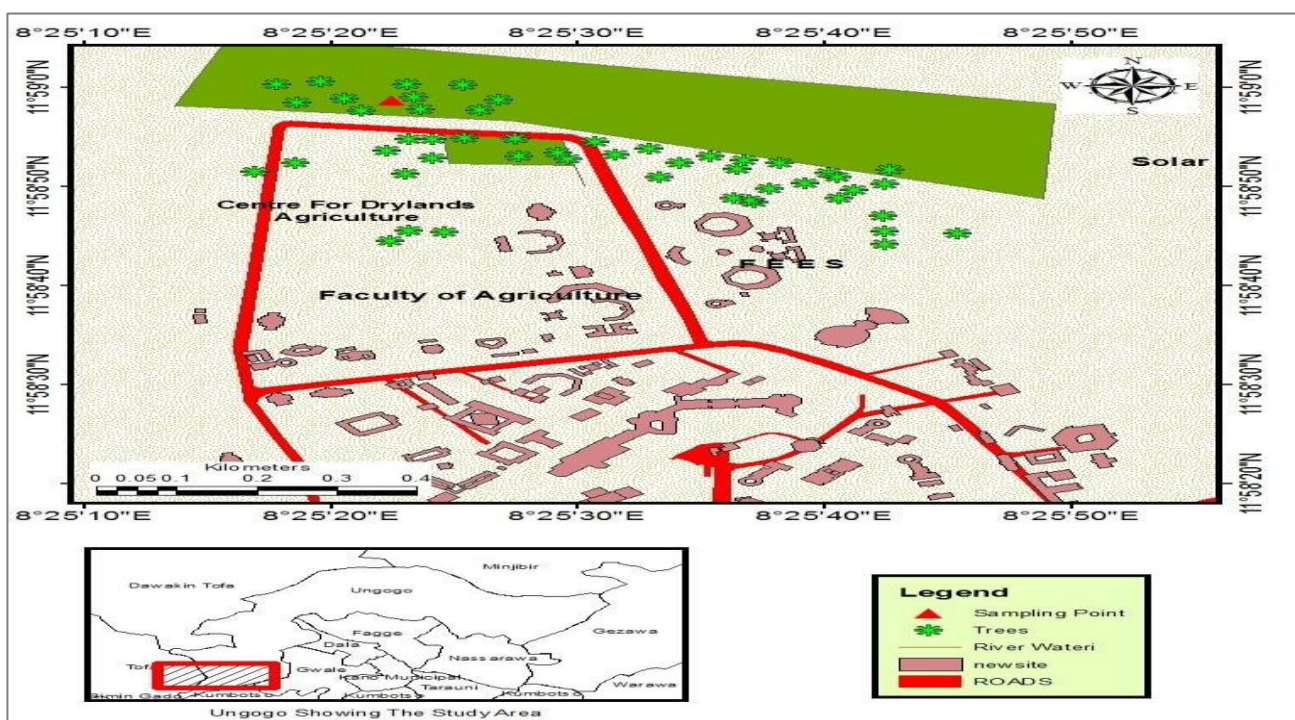 8°25'10"E 8°25'20"E 8°25'30"E 8°25'40"E 8°25'50"E
11°59'0"N 11°59'0"N
N
W E
S
Solar
11°58'50"N 11°58'50"N
Centre For Drylands
Agriculture
F E E S
11°58'40"N 11°58'40"N
Faculty of Agriculture
11°58'30"N 11°58'30"N
Kilometers
0 0.05 0.1 0.2 0.3 0.4
11°58'20"N
8°25'10"E 8°25'20"E 8°25'30"E 8°25'40"E 8°25'50"E
Minjibir
Dawakin Tofa
Ungogo
Fagge
Gezawa
Dala
Nassarawa
Tofa
Gwale
Kano Municipal
Tarauni
Warawa
Rimin Gado
Kumbotso
Kumbotso
Kumbotso
Ungogo Showing The Study Area
Legend
Sampling Point
Trees
River Wateri
newsite
ROADS